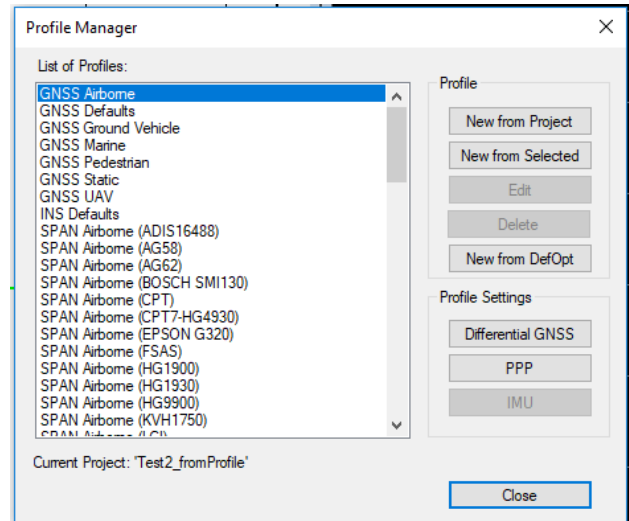 Profile Manager
List of Profiles:
GNSS Airborne
GNSS Defaults
GNSS Ground Vehicle
GNSS Marine
GNSS Pedestrian
GNSS Static
GNSS UAV
INS Defaults
SPAN Airborne (ADIS16488)
SPAN Airborne (AG58)
SPAN Airborne (AG62)
SPAN Airborne (BOSCH SMI130)
SPAN Airborne (CPT)
SPAN Airborne (CPT7-HG4930)
SPAN Airborne (EPSON G320)
SPAN Airborne (FSAS)
SPAN Airborne (HG1900)
SPAN Airborne (HG1930)
SPAN Airborne (HG9900)
SPAN Airborne (KVH1750)
SPAN Airborne (LCI)
Profile
New from Project
New from Selected
Edit
Delete
New from DefOpt
Profile Settings
Differential GNSS
PPP
IMU
Current Project: 'Test2_fromProfile'
Close